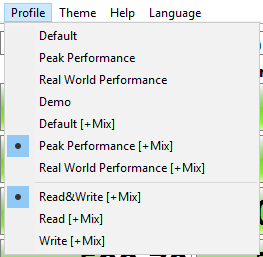 Profile Theme Help Language
Default
Peak Performance
Real World Performance
Demo
Default [+Mix]
Peak Performance [+Mix]
Real World Performance [+Mix]
Read&Write [+Mix]
Read [+Mix]
Write [+Mix]